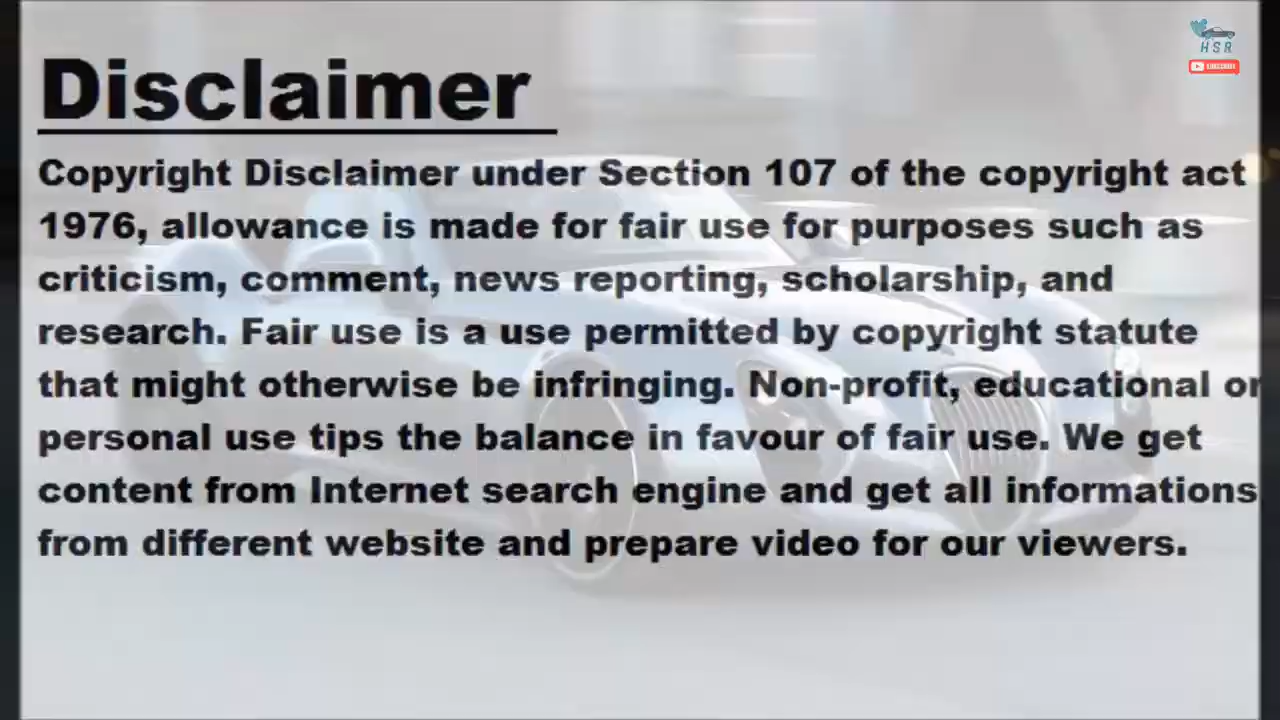 HSR
SUBSCRIBE
Disclaimer
Copyright Disclaimer under Section 107 of the copyright act
1976, allowance is made for fair use for purposes such as
criticism, comment, news reporting, scholarship, and
research. Fair use is a use permitted by copyright statute
that might otherwise be infringing. Non-profit, educational or
personal use tips the balance in favour of fair use. We get
content from Internet search engine and get all informations
from different website and prepare video for our viewers.